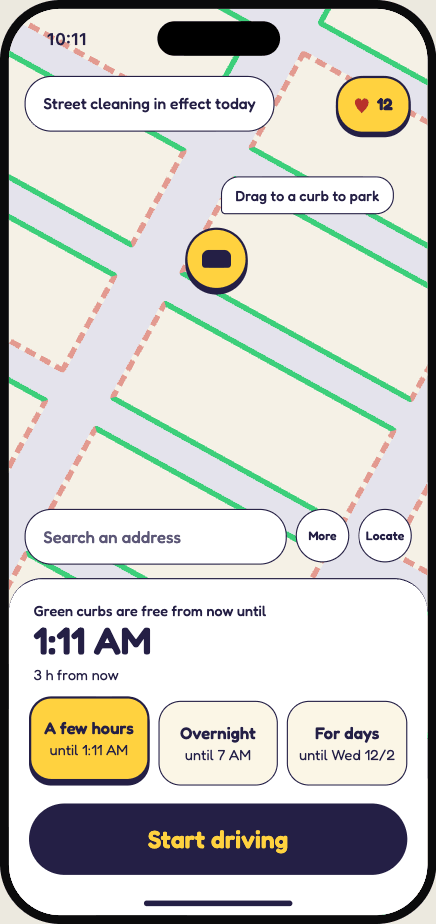 10:11
Street cleaning in effect today
12
Drag to a curb to park
Search an address
More
Locate
Green curbs are free from now until
1:11 AM
3 h from now
A few hours
until 1:11 AM
Overnight
until 7 AM
For days
until Wed 12/2
Start driving